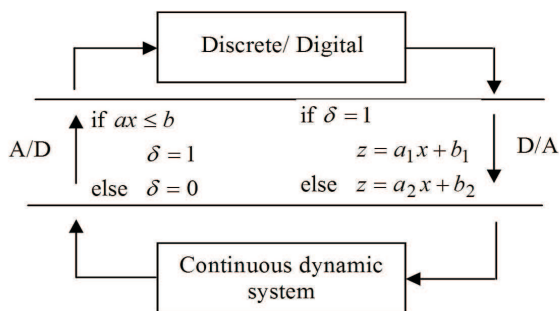 Discrete/ Digital
if ax ≤ b
δ = 1
else δ = 0
A/D
if δ = 1
z = a₁x + b₁
else z = a₂x + b₂
D/A
Continuous dynamic
system